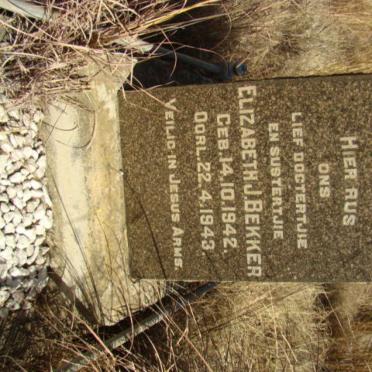 HIER RUS
ONS
LIEF DOGTERTJIE
EN SUSTERTJIE
ELIZABETH J. BEKKER
GEB. 14.10.1942.
OORL. 22.4.1943
VEILIG IN JESUS ARMS.